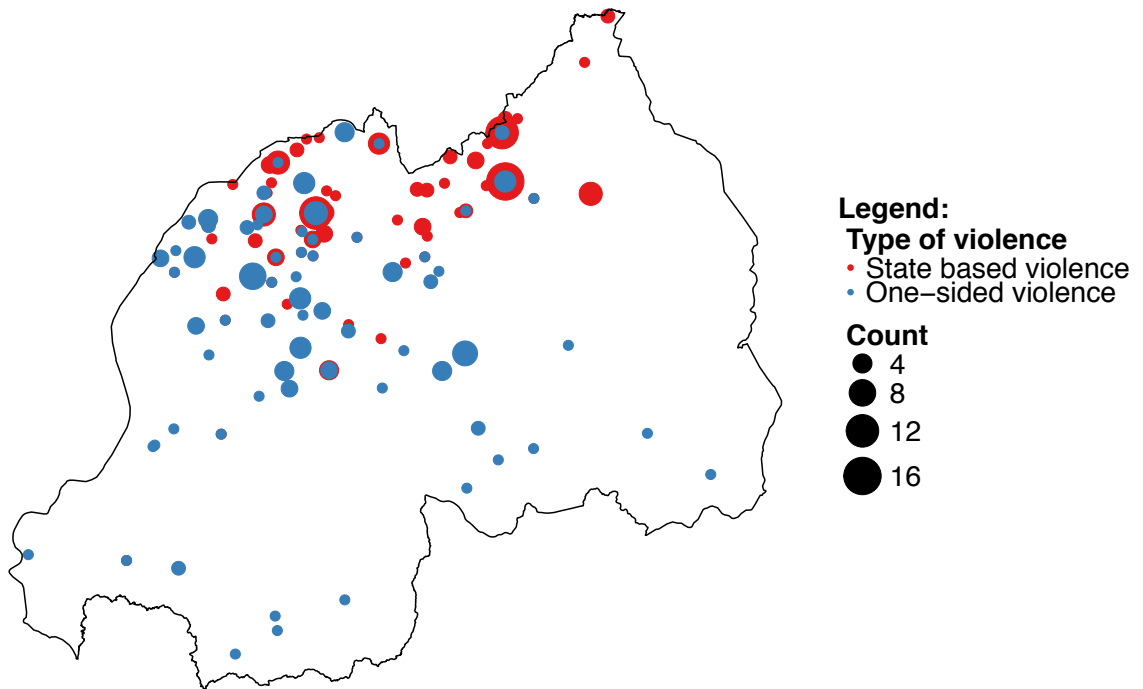 Legend:
Type of violence
State based violence
One−sided violence
Count
4
8
12
16